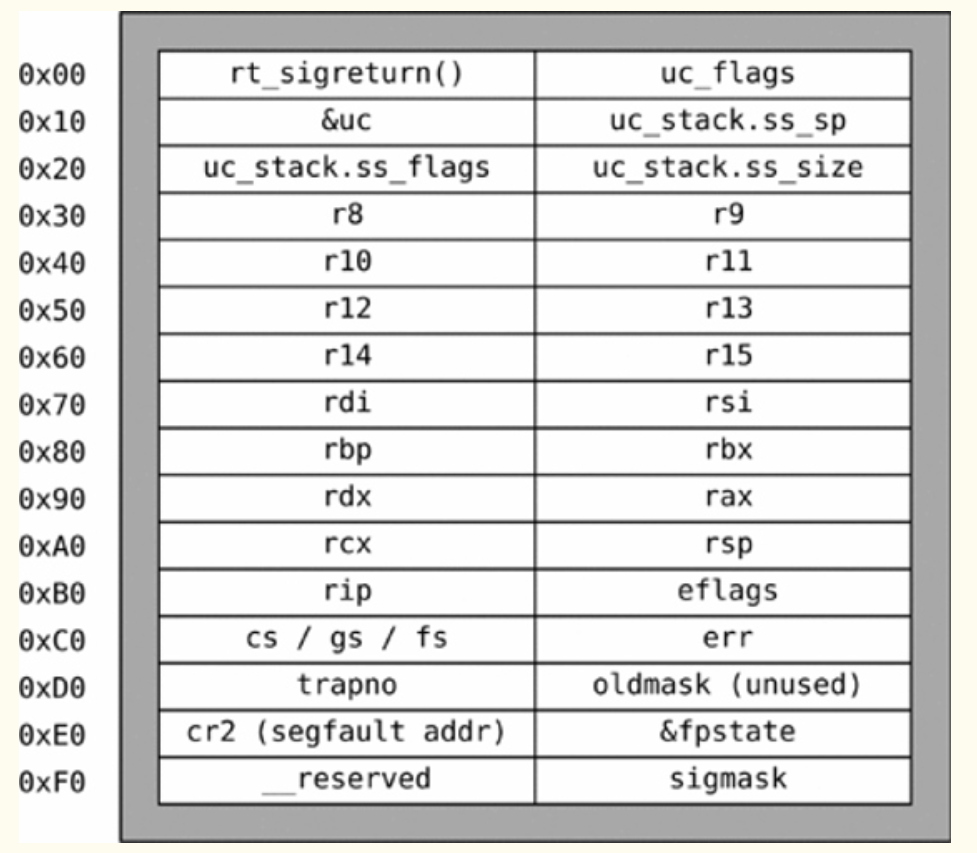 0x00 rt_sigreturn() uc_flags
0x10 &uc uc_stack.ss_sp
0x20 uc_stack.ss_flags uc_stack.ss_size
0x30 r8 r9
0x40 r10 r11
0x50 r12 r13
0x60 r14 r15
0x70 rdi rsi
0x80 rbp rbx
0x90 rdx rax
0xA0 rcx rsp
0xB0 rip eflags
0xC0 cs / gs / fs err
0xD0 trapno oldmask (unused)
0xE0 cr2 (segfault addr) &fpstate
0xF0 __reserved sigmask